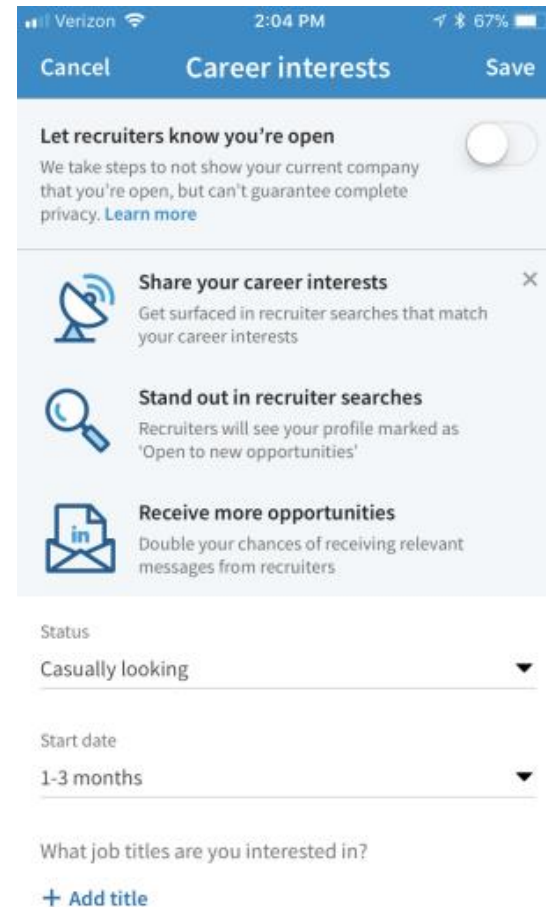 Verizon 2:04 PM 67%
Cancel Career interests Save
Let recruiters know you're open
We take steps to not show your current company
that you're open, but can't guarantee complete
privacy. Learn more
Share your career interests
Get surfaced in recruiter searches that match
your career interests
Stand out in recruiter searches
Recruiters will see your profile marked as
'Open to new opportunities'
in
Receive more opportunities
Double your chances of receiving relevant
messages from recruiters
Status
Casually looking
Start date
1-3 months
What job titles are you interested in?
+ Add title